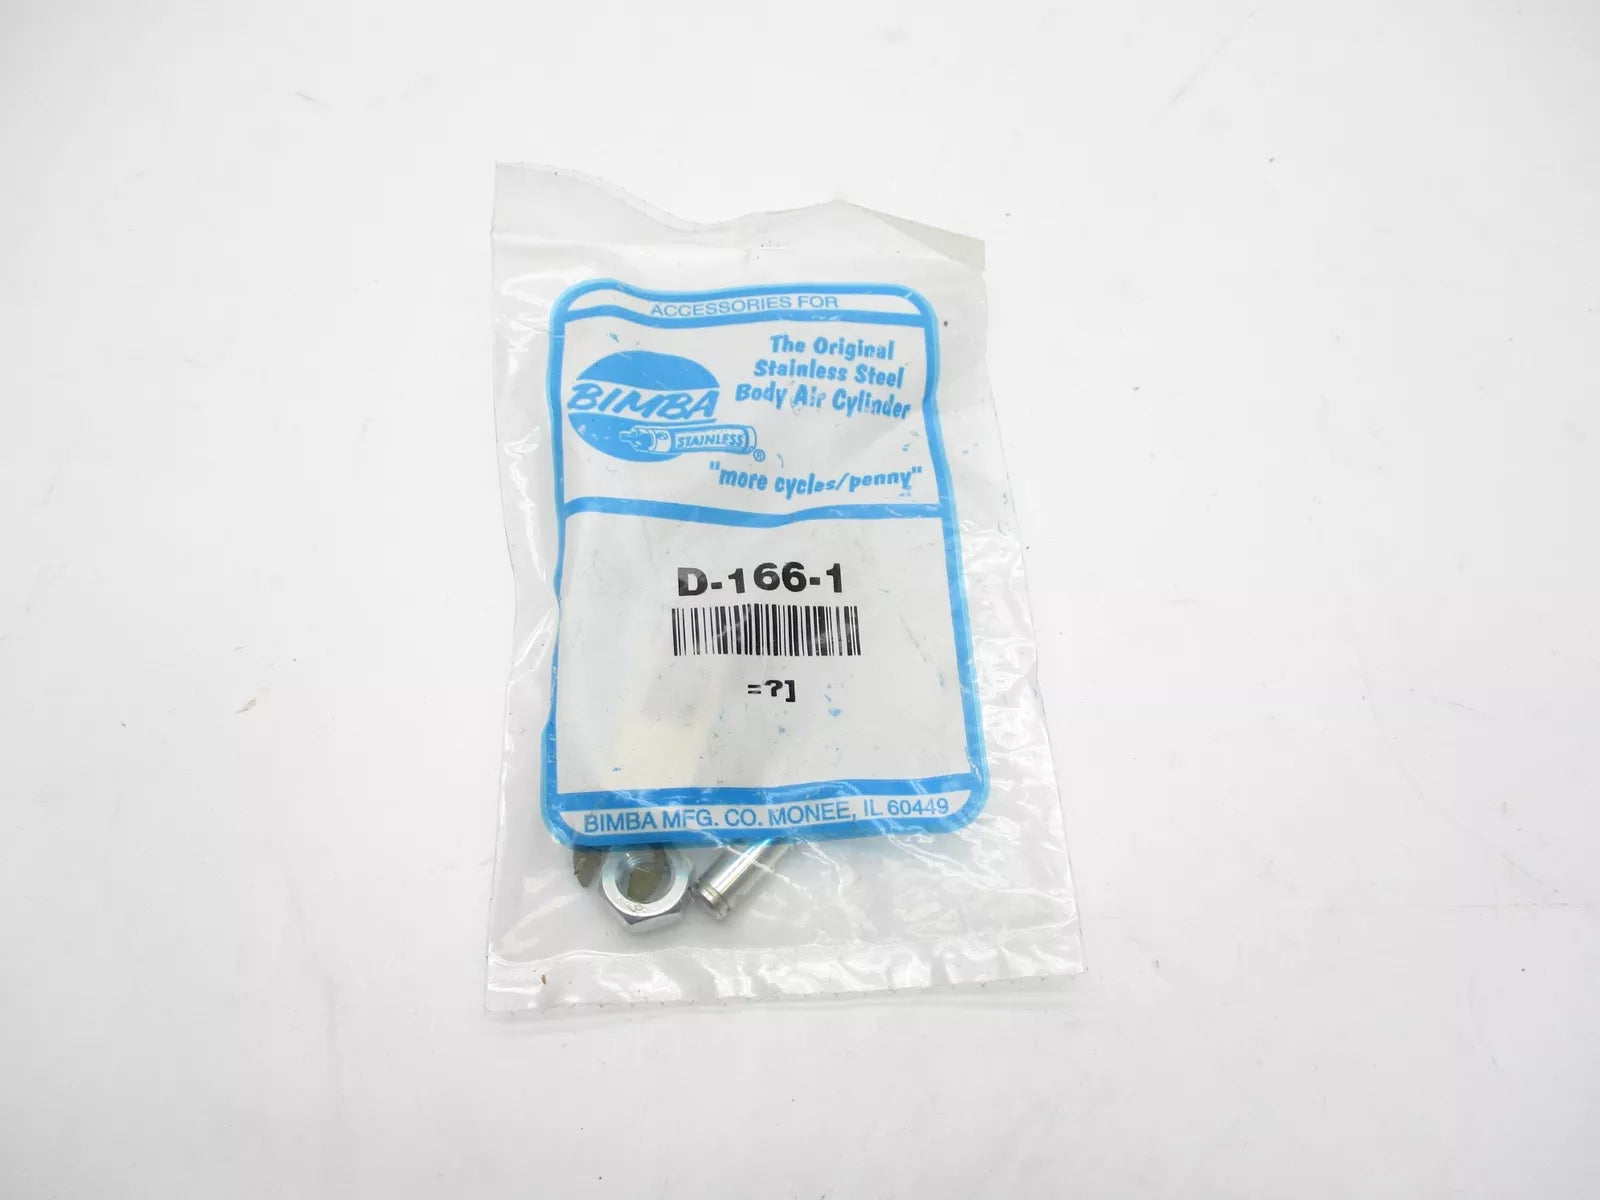 ACCESSORIES FOR
The Original
Stainless Steel
Body Air Cylinder
BIMBA
STAINLESS
®
"more cycles/penny"
D-166-1
=?]
BIMBA MFG. CO. MONEE, IL 60449